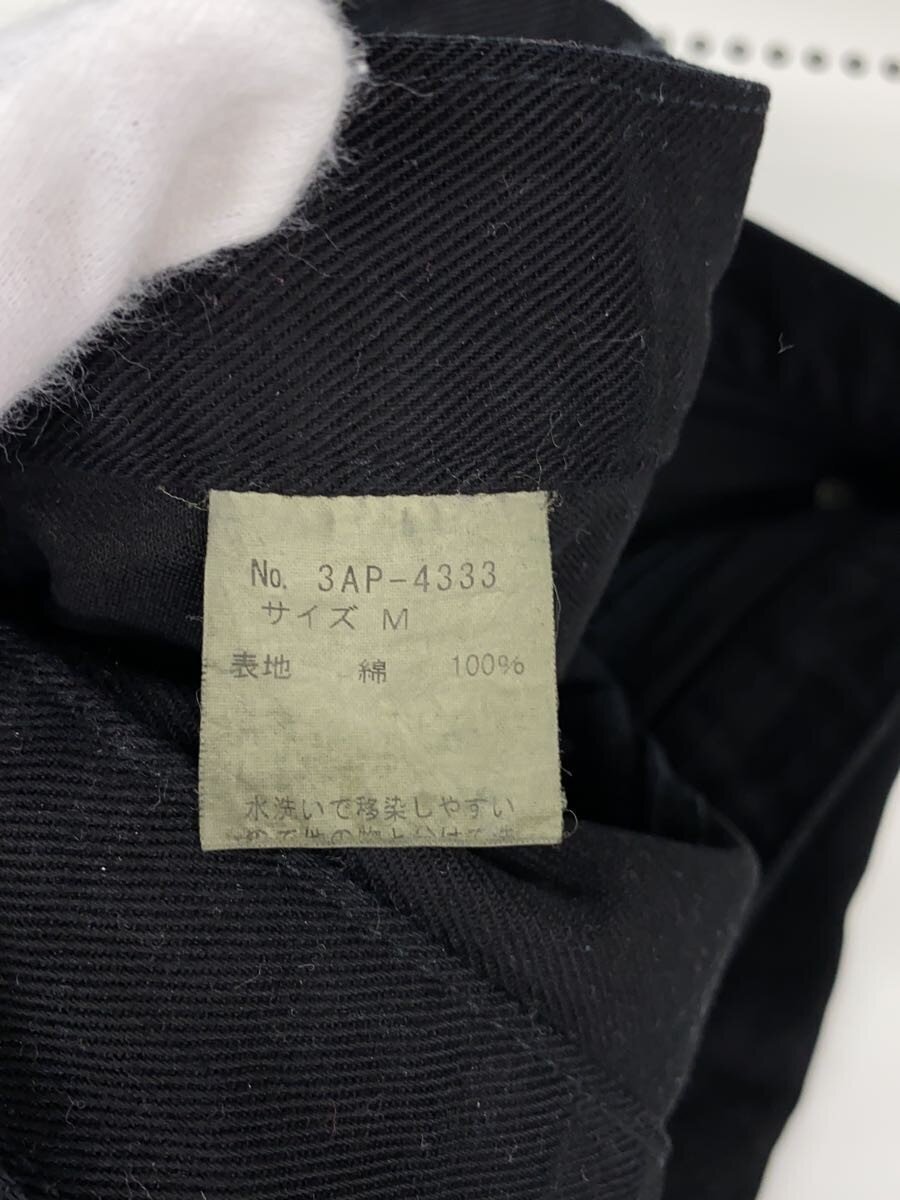 No. 3AP-4333
サイズ M
表地 綿 100%
水洗いで移染しやすい